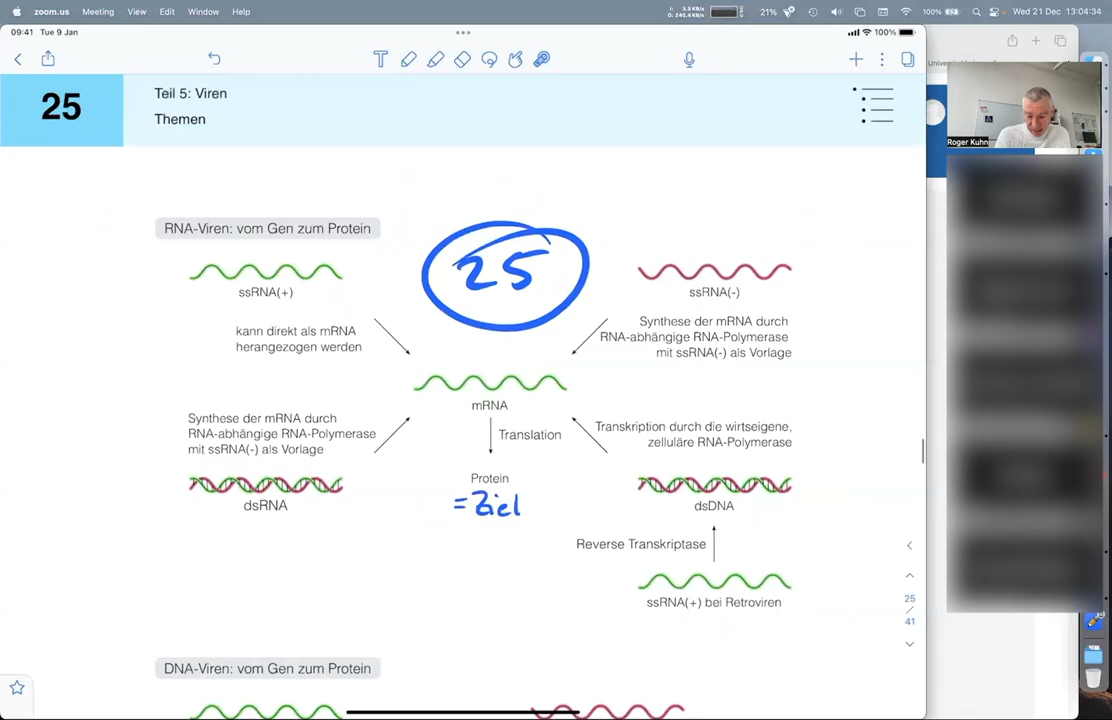 zoom.us Meeting View Edit Window Help
21% 100% Wed 21 Dec 13:04:34
09:41 Tue 9 Jan
100%
25
Teil 5: Viren
Themen
Roger Kuhn
RNA-Viren: vom Gen zum Protein
25
ssRNA(+)
ssRNA(-)
kann direkt als mRNA
herangezogen werden
Synthese der mRNA durch
RNA-abhängige RNA-Polymerase
mit ssRNA(-) als Vorlage
mRNA
Synthese der mRNA durch
RNA-abhängige RNA-Polymerase
mit ssRNA(-) als Vorlage
Translation
Transkription durch die wirtseigene,
zelluläre RNA-Polymerase
Protein
= Ziel
dsRNA
dsDNA
Reverse Transkriptase
ssRNA(+) bei Retroviren
25
/
41
DNA-Viren: vom Gen zum Protein